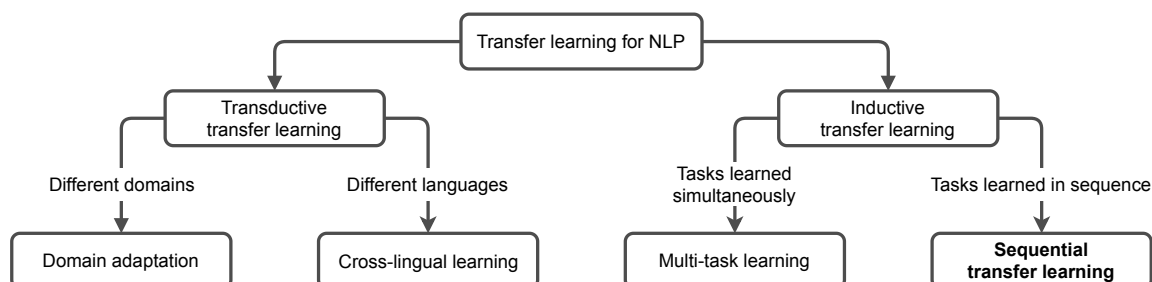 Transfer learning for NLP
Transductive
transfer learning
Inductive
transfer learning
Different domains
Different languages
Tasks learned
simultaneously
Tasks learned in sequence
Domain adaptation
Cross-lingual learning
Multi-task learning
Sequential
transfer learning